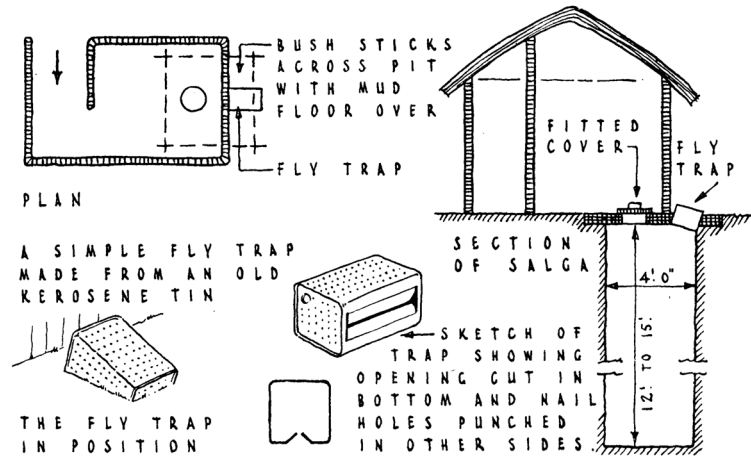 BUSH STICKS
ACROSS PIT
WITH MUD
FLOOR OVER
FLY TRAP
PLAN
FITTED
COVER
FLY
TRAP
SECTION
OF SALGA
4'. 0"
12'. TO 15'.
A SIMPLE FLY TRAP
MADE FROM AN OLD
KEROSENE TIN
SKETCH OF
TRAP SHOWING
OPENING CUT IN
BOTTOM AND NAIL
HOLES PUNCHED
IN OTHER SIDES.
THE FLY TRAP
IN POSITION